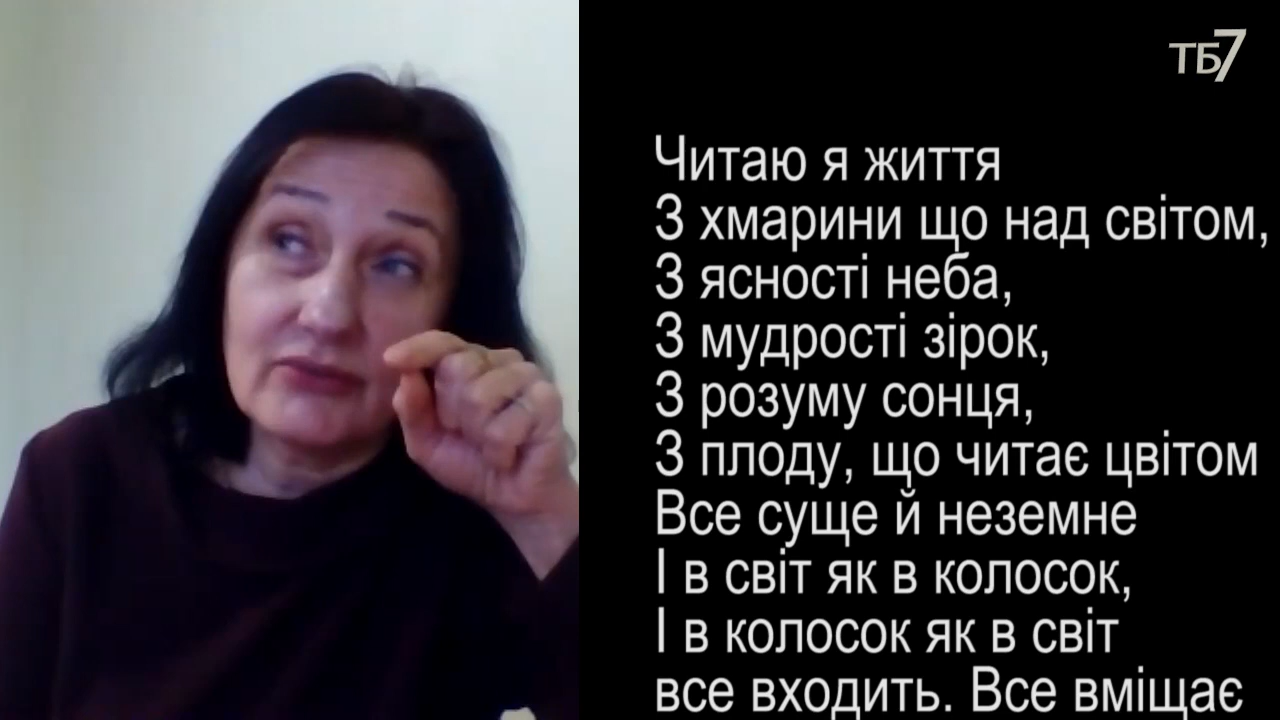 ТБ7
Читаю я життя
З хмарини що над світом,
З ясності неба,
З мудрості зірок,
З розуму сонця,
З плоду, що читає цвітом
Все суще й неземне
І в світ як в колосок,
І в колосок як в світ
все входить. Все вміщає